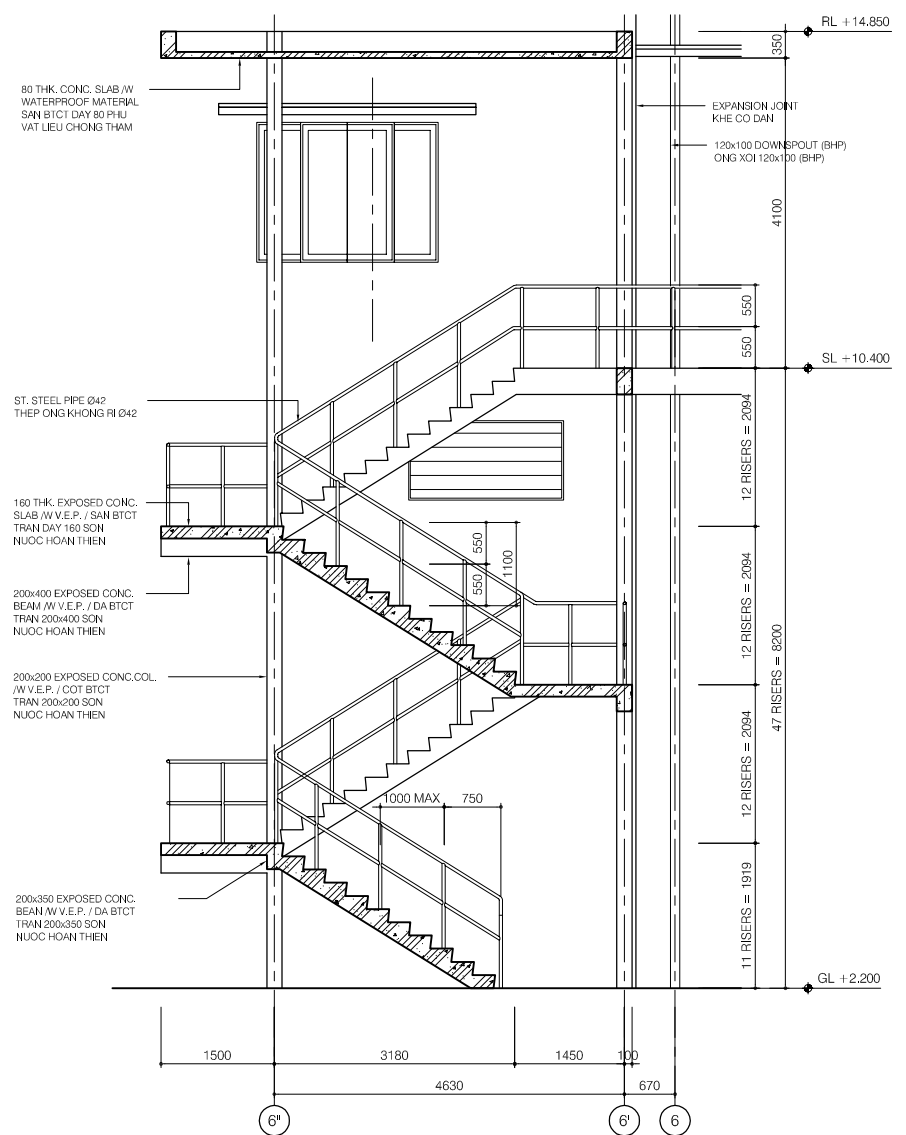 RL +14.850
350
80 THK. CONC. SLAB /W
WATERPROOF MATERIAL
SAN BTCT DAY 80 PHU
VAT LIEU CHONG THAM
EXPANSION JOINT
KHE CO DAN
120x100 DOWNSPOUT (BHP)
ONG XOI 120x100 (BHP)
4100
550
550
SL +10.400
ST. STEEL PIPE Ø42
THEP ONG KHONG RI Ø42
12 RISERS = 2094
160 THK. EXPOSED CONC.
SLAB /W V.E.P. / SAN BTCT
TRAN DAY 160 SON
NUOC HOAN THIEN
550
550
1100
200x400 EXPOSED CONC.
BEAM /W V.E.P. / DA BTCT
TRAN 200x400 SON
NUOC HOAN THIEN
12 RISERS = 2094
47 RISERS = 8200
200x200 EXPOSED CONC.COL.
/W V.E.P. / COT BTCT
TRAN 200x200 SON
NUOC HOAN THIEN
12 RISERS = 2094
1000 MAX
750
200x350 EXPOSED CONC.
BEAN /W V.E.P. / DA BTCT
TRAN 200x350 SON
NUOC HOAN THIEN
11 RISERS = 1919
GL +2.200
1500
3180
1450
100
4630
670
6"
6'
6